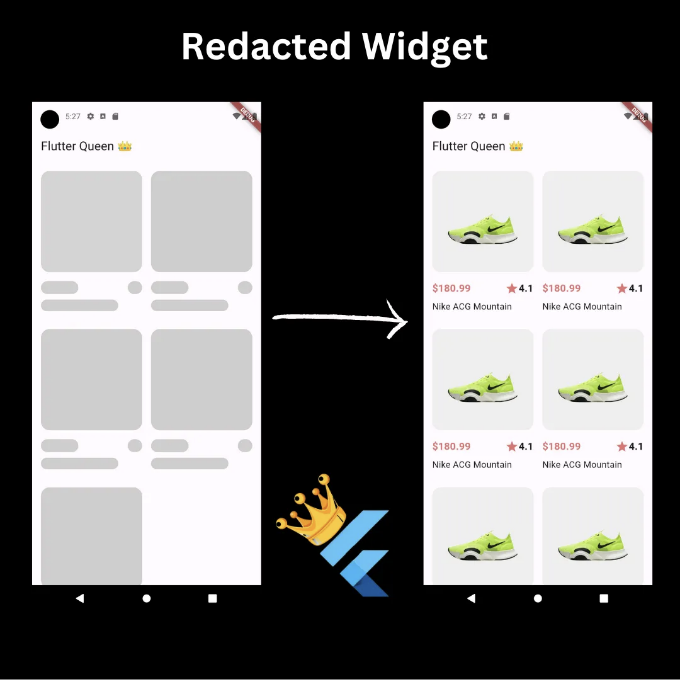 Redacted Widget
5:27
Flutter Queen 👑
5:27
Flutter Queen 👑
$180.99 4.1 $180.99 4.1
Nike ACG Mountain Nike ACG Mountain
$180.99 4.1 $180.99 4.1
Nike ACG Mountain Nike ACG Mountain